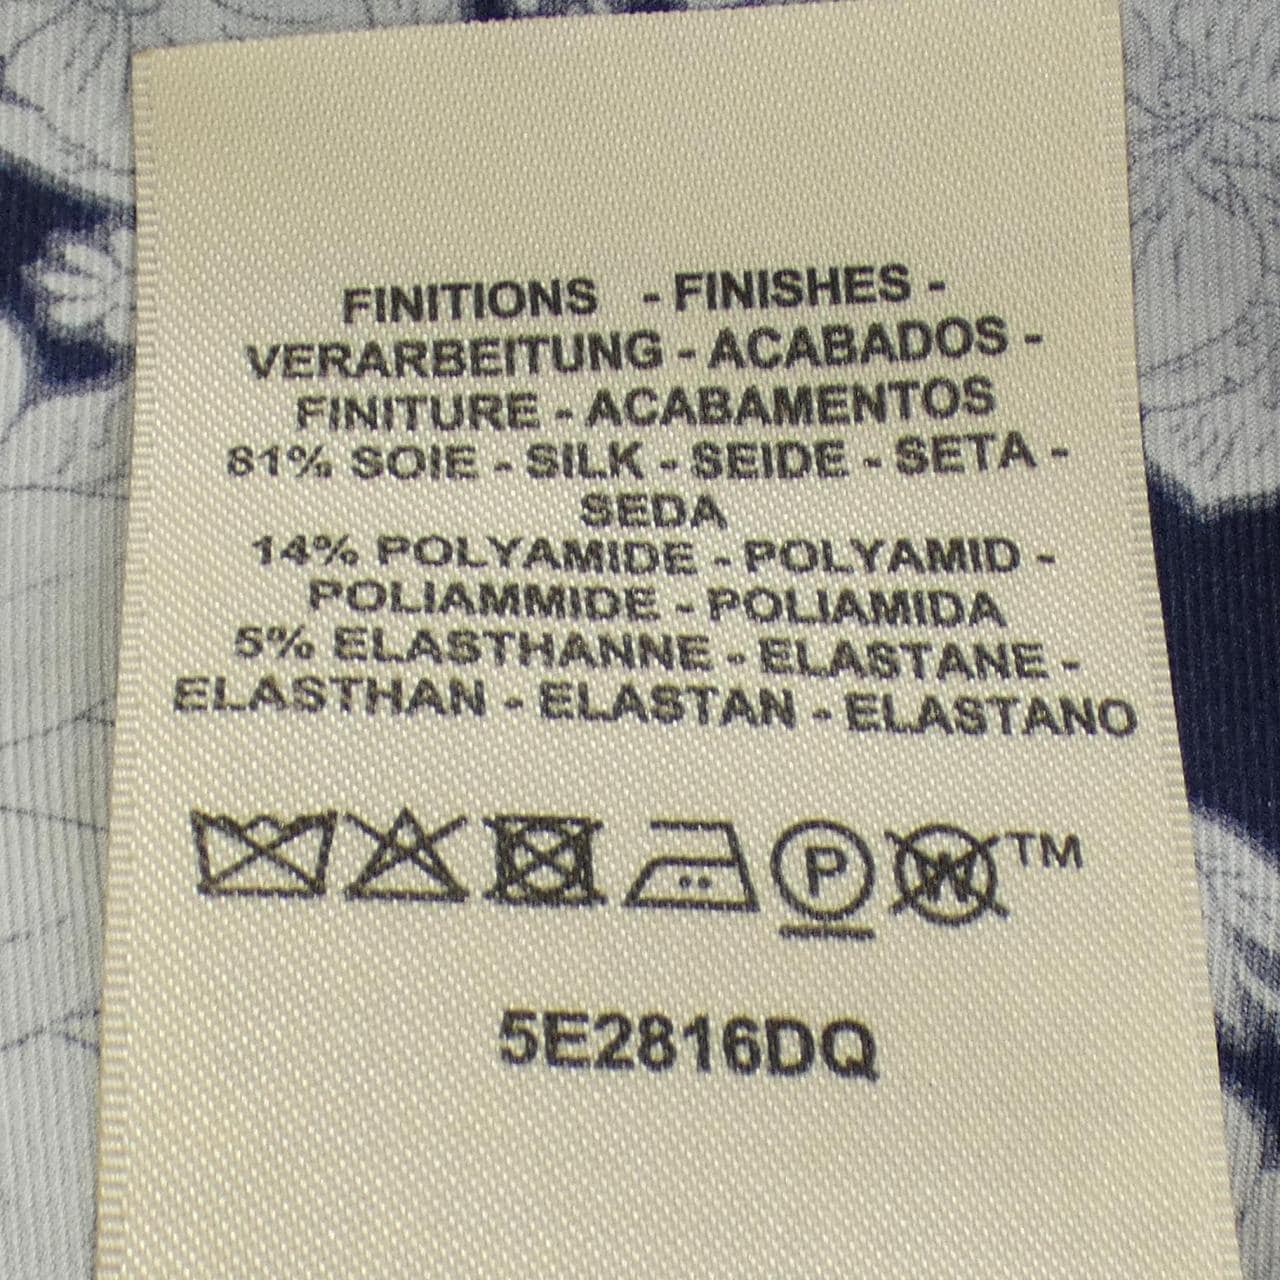 FINITIONS - FINISHES -
VERARBEITUNG - ACABADOS -
FINITURE - ACABAMENTOS
81% SOIE - SILK - SEIDE - SETA -
SEDA
14% POLYAMIDE - POLYAMID -
POLIAMMIDE - POLIAMIDA
5% ELASTHANNE - ELASTANE -
ELASTHAN - ELASTAN - ELASTANO
P W TM
5E2816DQ